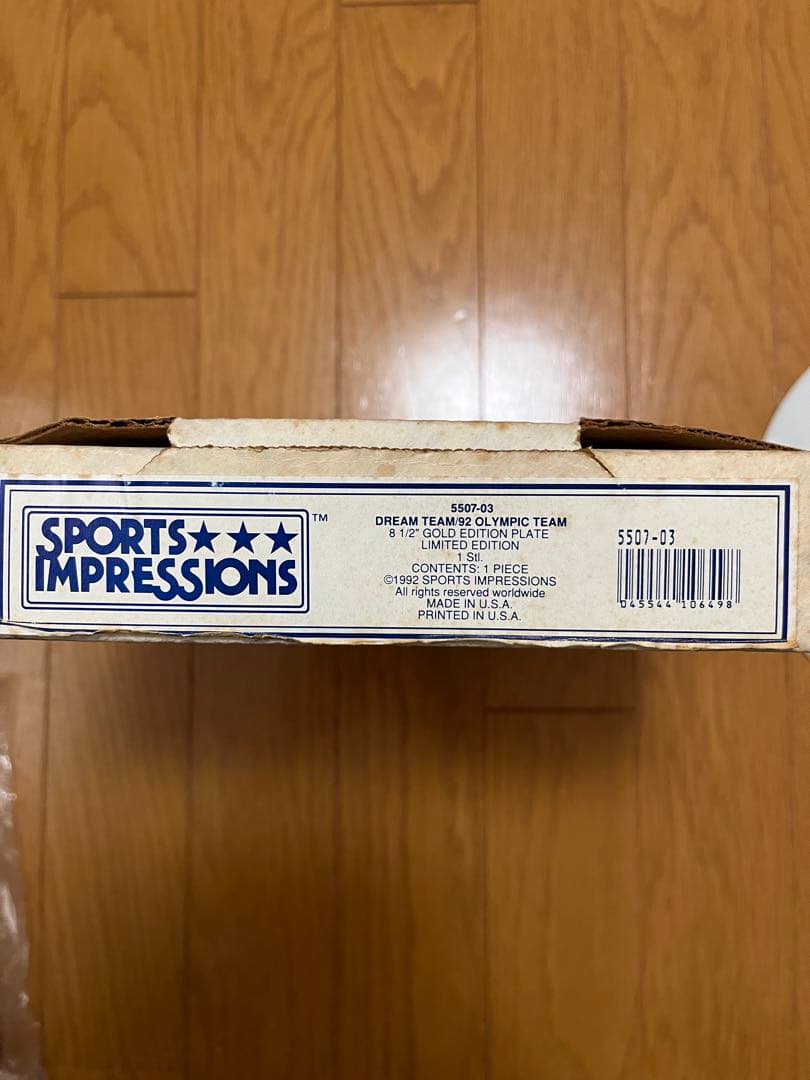 SPORTS★★★
IMPRESSIONS
™
5507-03
DREAM TEAM/92 OLYMPIC TEAM
8 1/2" GOLD EDITION PLATE
LIMITED EDITION
1 Stl.
CONTENTS: 1 PIECE
©1992 SPORTS IMPRESSIONS
All rights reserved worldwide
MADE IN U.S.A.
PRINTED IN U.S.A.
5507-03
045544 106498